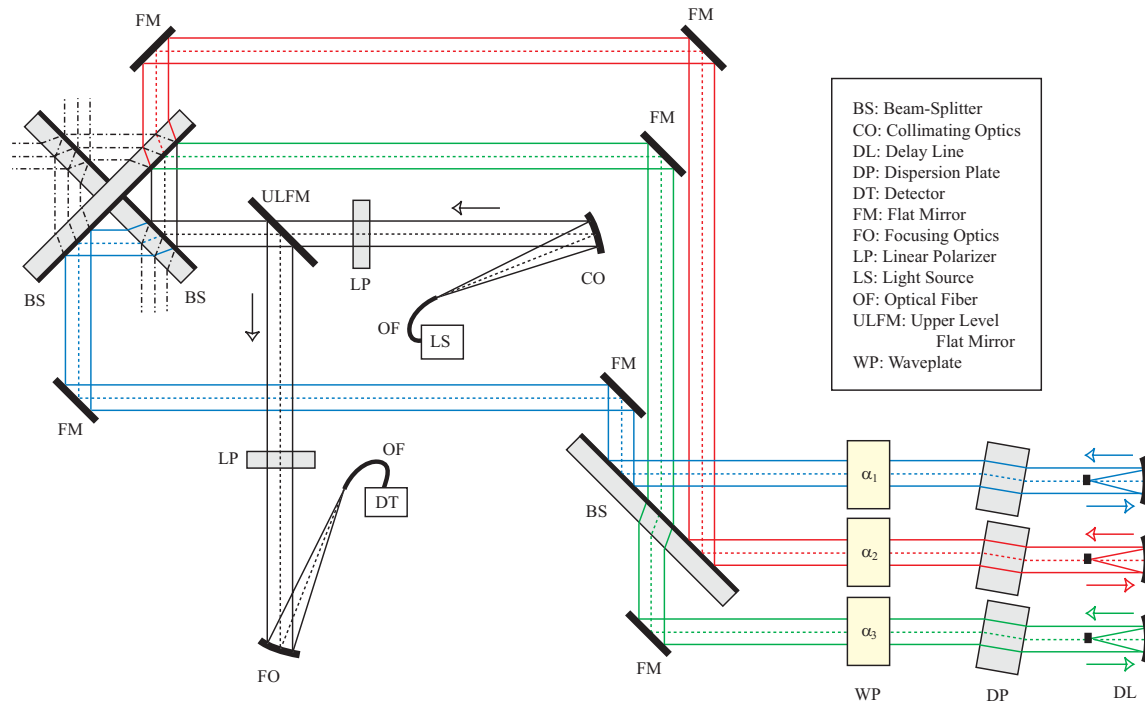 FM
FM
FM
ULFM
LP
CO
BS
BS
OF
LS
FM
FM
LP
OF
DT
BS
FO
FM
α1
α2
α3
WP
DP
DL
BS: Beam-Splitter
CO: Collimating Optics
DL: Delay Line
DP: Dispersion Plate
DT: Detector
FM: Flat Mirror
FO: Focusing Optics
LP: Linear Polarizer
LS: Light Source
OF: Optical Fiber
ULFM: Upper Level
Flat Mirror
WP: Waveplate